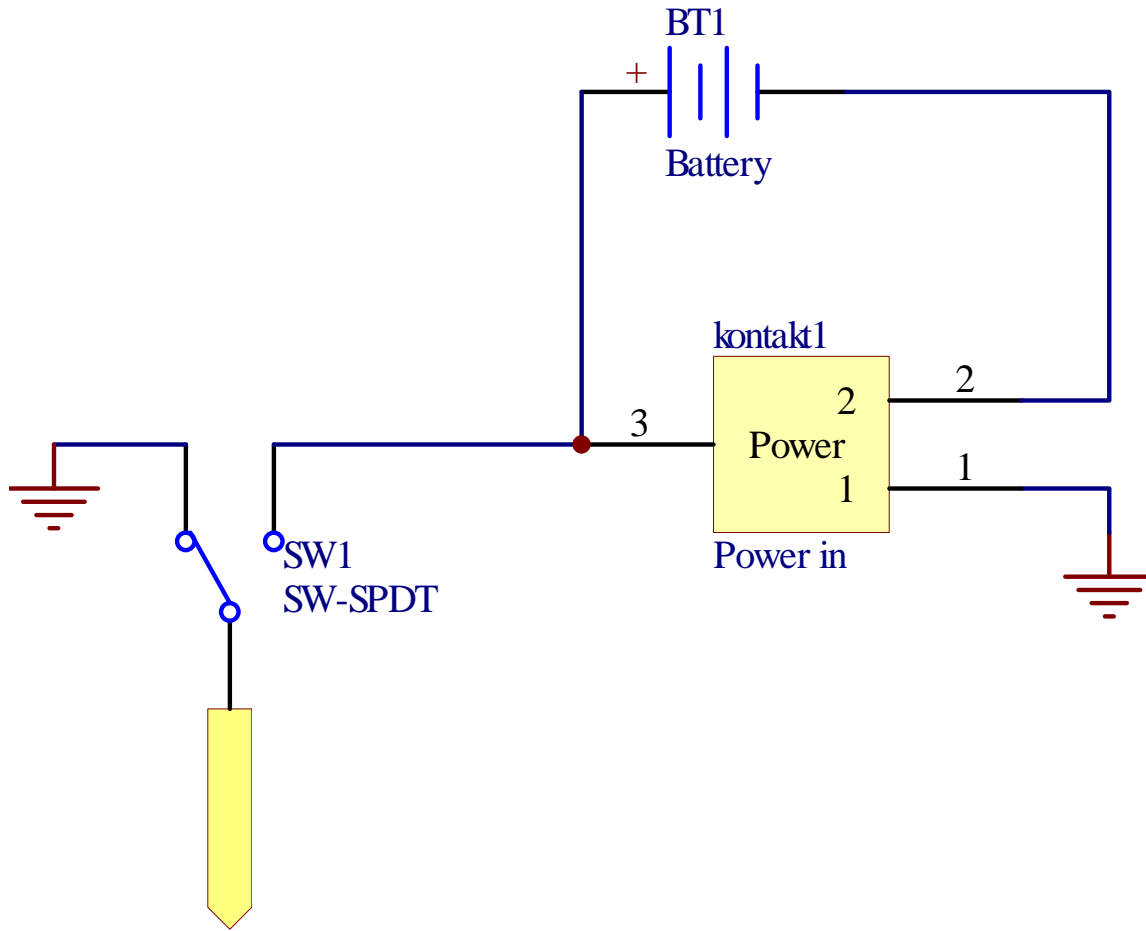 BT1
+
Battery
kontakt1
2
2
3
Power
1
1
SW1
Power in
SW-SPDT